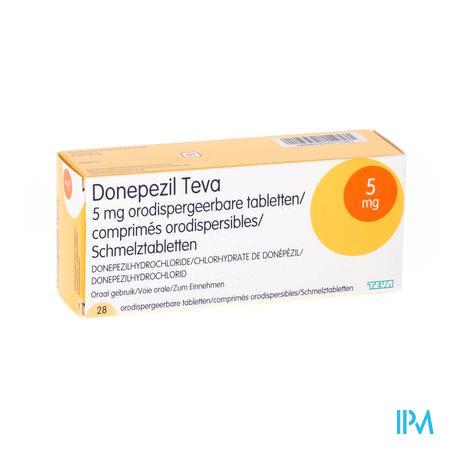 Donepezil Teva
5 mg orodispergeerbare tabletten/
comprimés orodispersibles/
Schmelztabletten
DONEPEZILHYDROCHLORIDE/CHLORHYDRATE DE DONÉPÉZIL/
DONEPEZILHYDROCHLORID
Oraal gebruik/Voie orale/Zum Einnehmen
28 orodispergeerbare tabletten/comprimés orodispersibles/Schmelztabletten
5
mg
TEVA
IPM